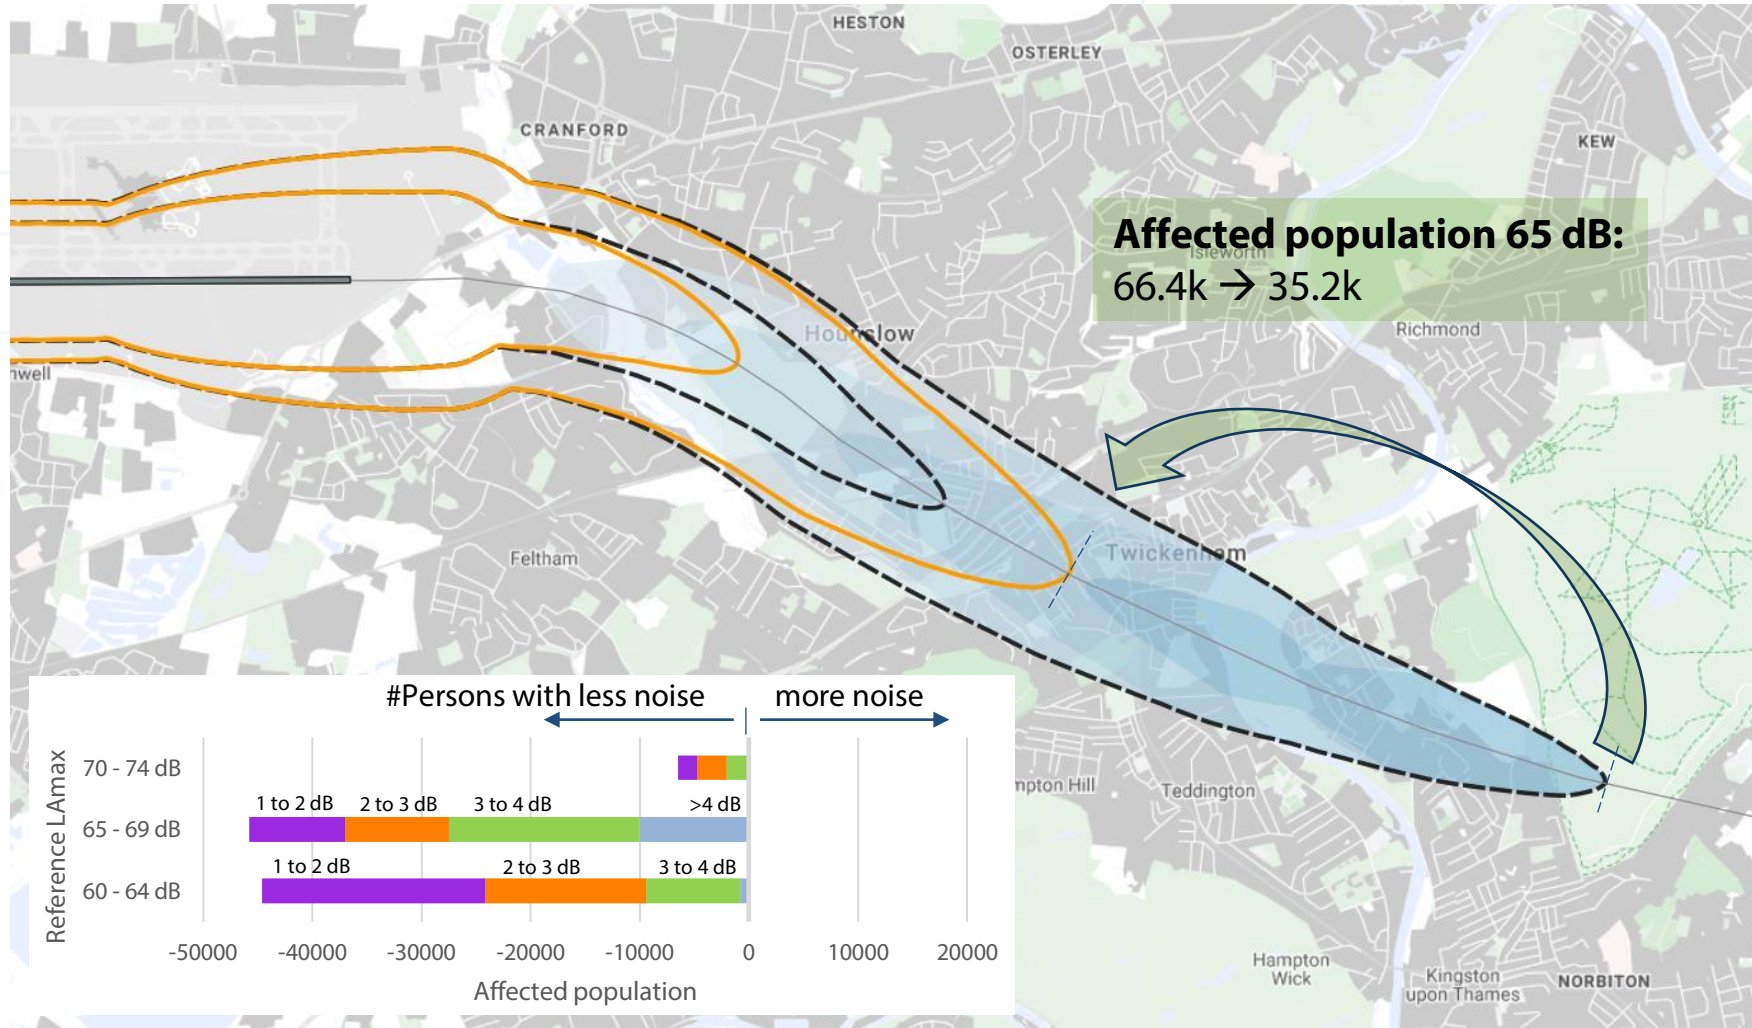 HESTON
OSTERLEY
CRANFORD
KEW
Affected population 65 dB:
Isleworth
66.4k → 35.2k
Richmond
Hounslow
nwell
Twickenham
Feltham
mpton Hill
Teddington
Hampton
Wick
Kingston
upon Thames
NORBITON
#Persons with less noise
more noise
Reference LAmax
70 - 74 dB
1 to 2 dB 2 to 3 dB 3 to 4 dB >4 dB
65 - 69 dB
1 to 2 dB 2 to 3 dB 3 to 4 dB
60 - 64 dB
-50000 -40000 -30000 -20000 -10000 0 10000 20000
Affected population